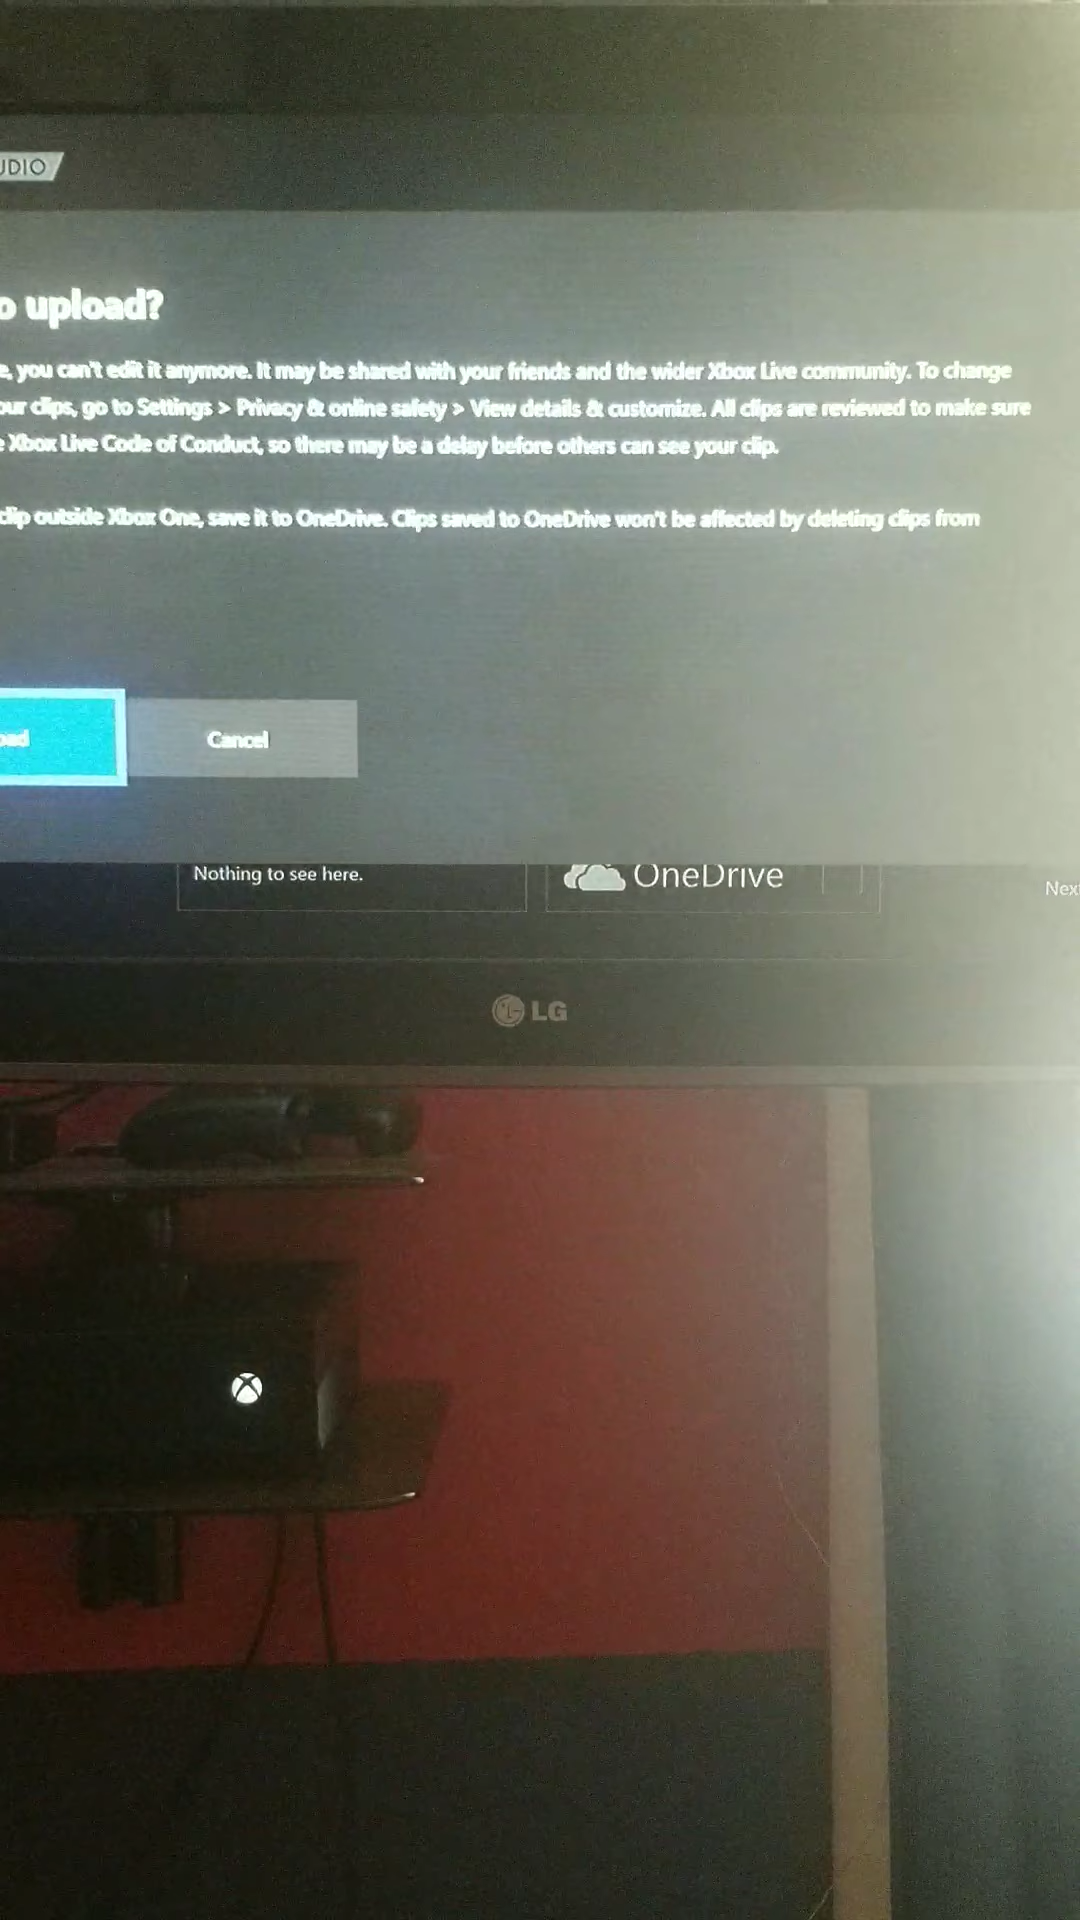 UDIO
o upload?
e, you can't edit it anymore. It may be shared with your friends and the wider Xbox Live community. To change
our clips, go to Settings > Privacy & online safety > View details & customize. All clips are reviewed to make sure
e Xbox Live Code of Conduct, so there may be a delay before others can see your clip.
clip outside Xbox One, save it to OneDrive. Clips saved to OneDrive won't be affected by deleting clips from
oad Cancel
Nothing to see here. OneDrive
Next
LG